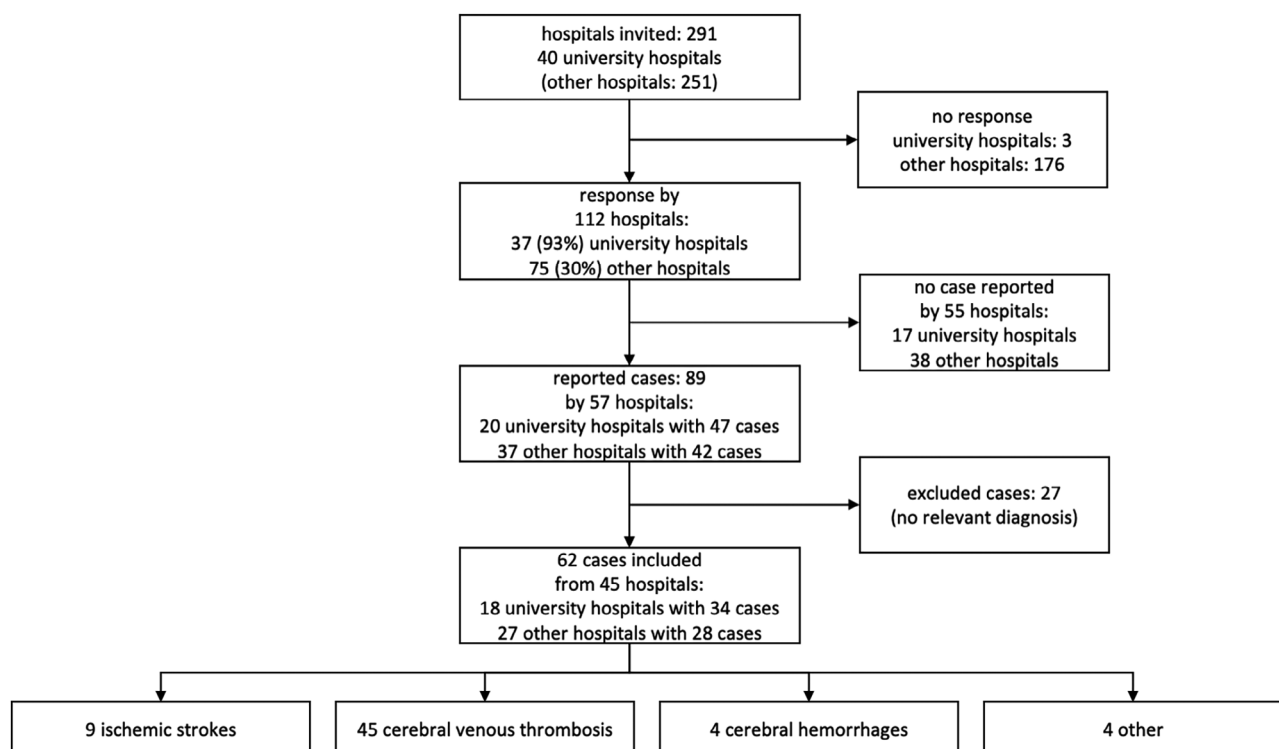 hospitals invited: 291
40 university hospitals
(other hospitals: 251)
no response
university hospitals: 3
other hospitals: 176
response by
112 hospitals:
37 (93%) university hospitals
75 (30%) other hospitals
no case reported
by 55 hospitals:
17 university hospitals
38 other hospitals
reported cases: 89
by 57 hospitals:
20 university hospitals with 47 cases
37 other hospitals with 42 cases
excluded cases: 27
(no relevant diagnosis)
62 cases included
from 45 hospitals:
18 university hospitals with 34 cases
27 other hospitals with 28 cases
9 ischemic strokes
45 cerebral venous thrombosis
4 cerebral hemorrhages
4 other